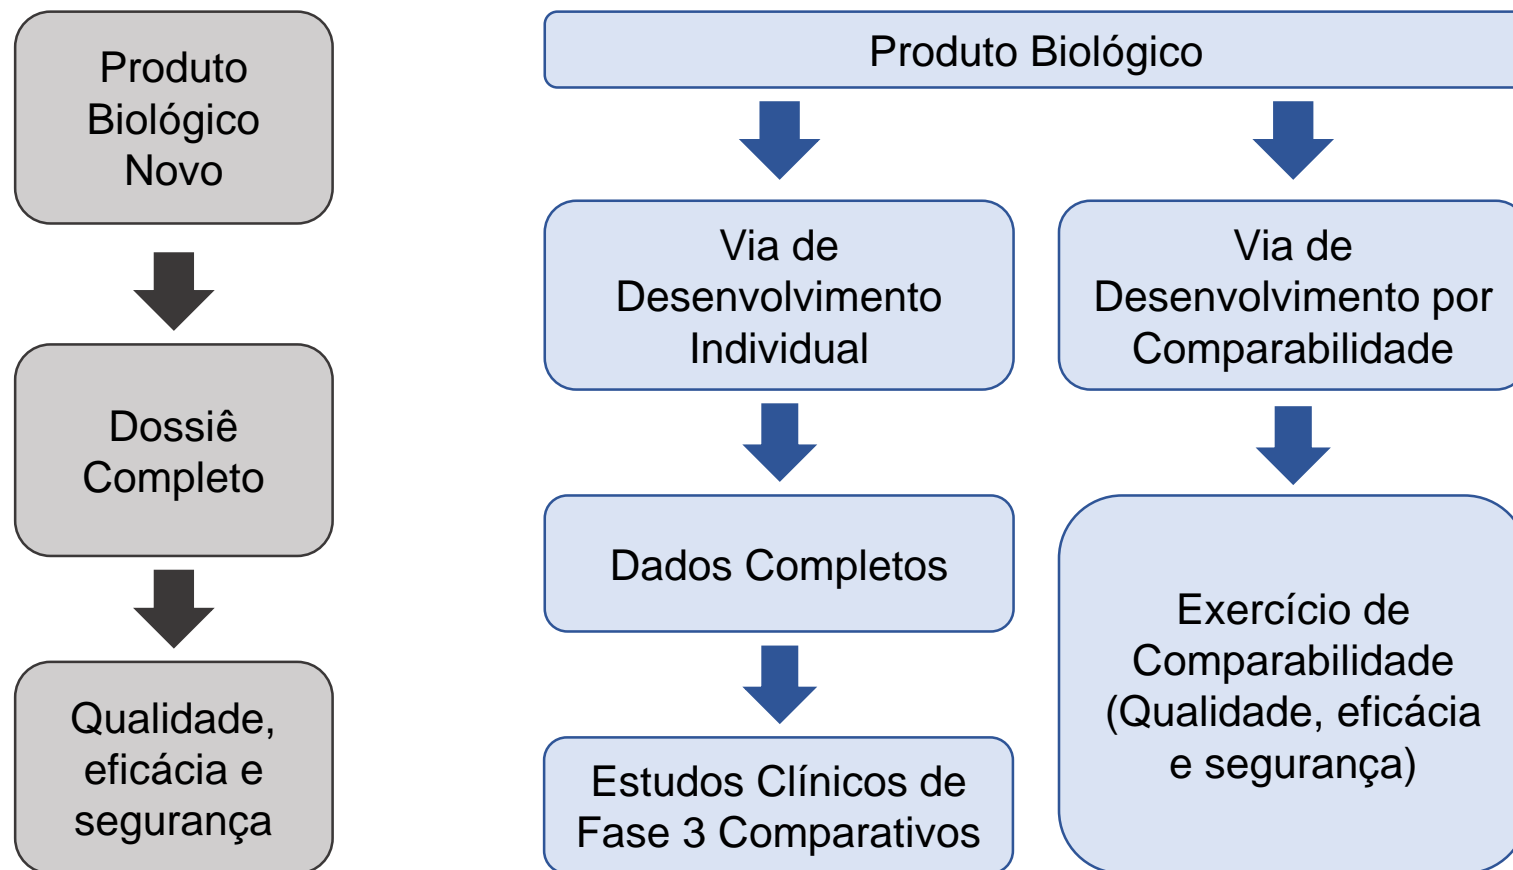 Produto
Biológico
Novo
Dossiê
Completo
Qualidade,
eficácia e
segurança
Produto Biológico
Via de
Desenvolvimento
Individual
Dados Completos
Estudos Clínicos de
Fase 3 Comparativos
Via de
Desenvolvimento por
Comparabilidade
Exercício de
Comparabilidade
(Qualidade, eficácia
e segurança)